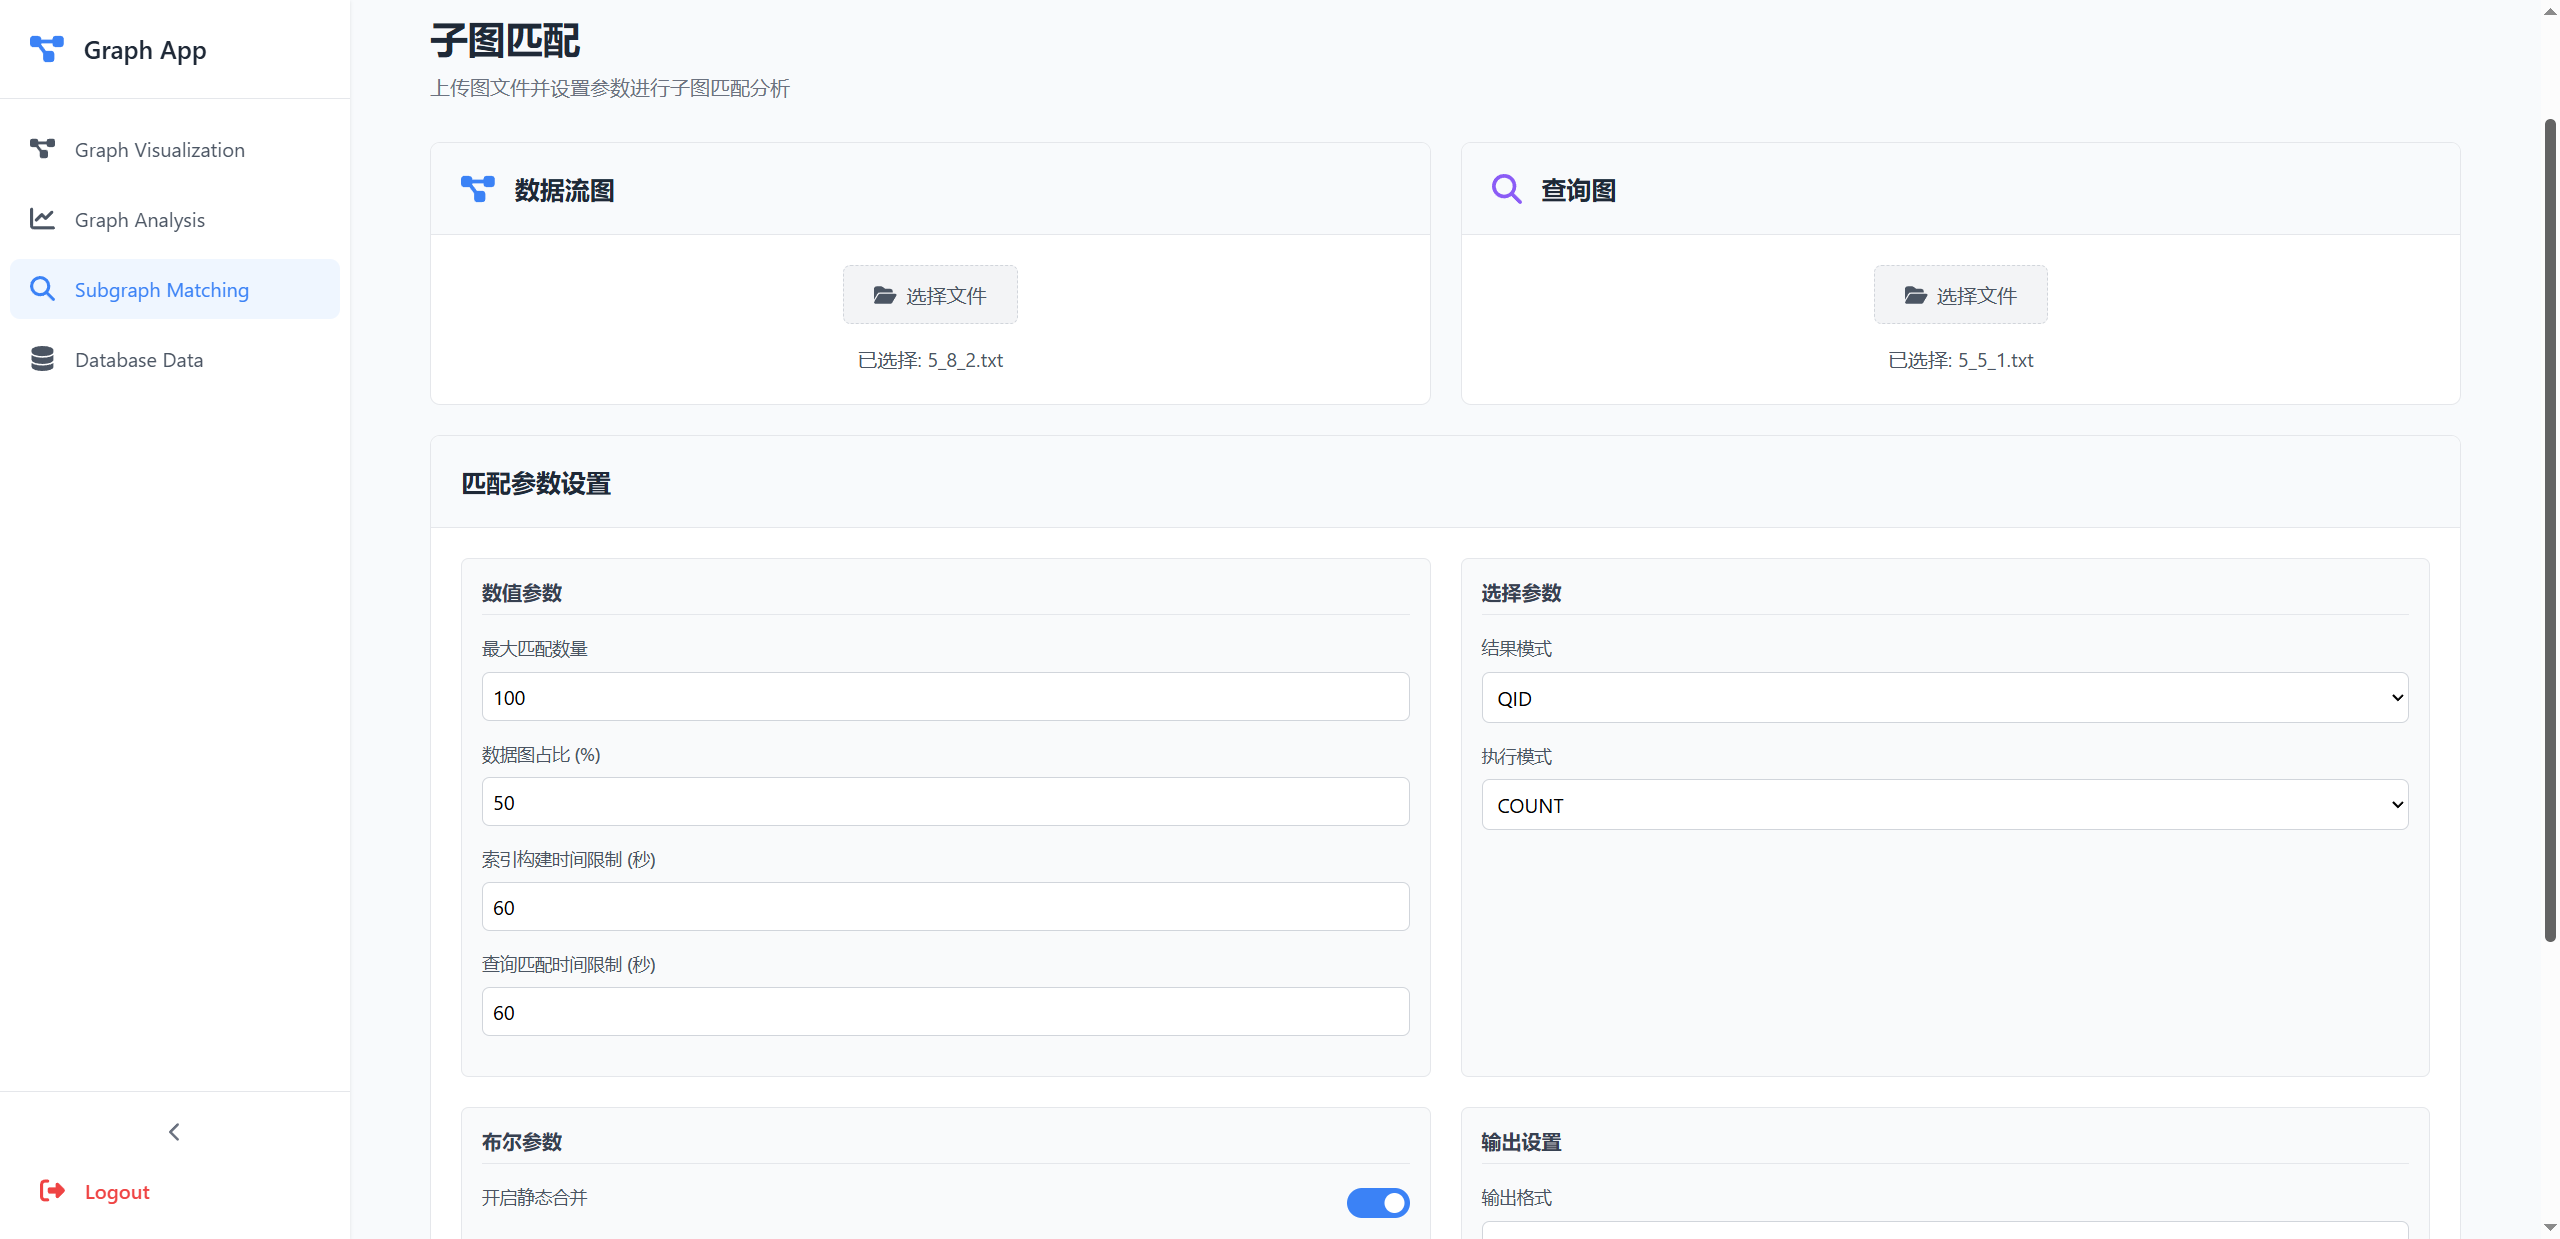 Graph App
Graph Visualization
Graph Analysis
Subgraph Matching
Database Data
Logout
子图匹配
上传图文件并设置参数进行子图匹配分析
数据流图
选择文件
已选择: 5_8_2.txt
查询图
选择文件
已选择: 5_5_1.txt
匹配参数设置
数值参数
最大匹配数量
100
数据图占比 (%)
50
索引构建时间限制 (秒)
60
查询匹配时间限制 (秒)
60
选择参数
结果模式
QID
执行模式
COUNT
布尔参数
开启静态合并
输出设置
输出格式